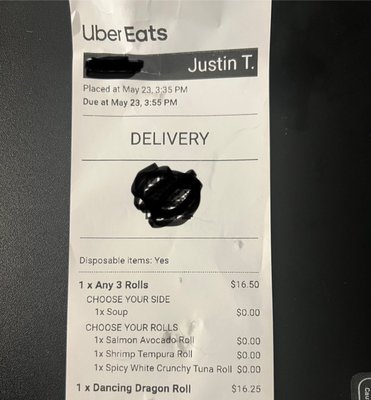 Uber Eats
Justin T.
Placed at May 23, 3:35 PM
Due at May 23, 3:55 PM
DELIVERY
Disposable items: Yes
1 x Any 3 Rolls $16.50
CHOOSE YOUR SIDE
1x Soup $0.00
CHOOSE YOUR ROLLS
1x Salmon Avocado Roll $0.00
1x Shrimp Tempura Roll $0.00
1x Spicy White Crunchy Tuna Roll $0.00
1 x Dancing Dragon Roll $16.25